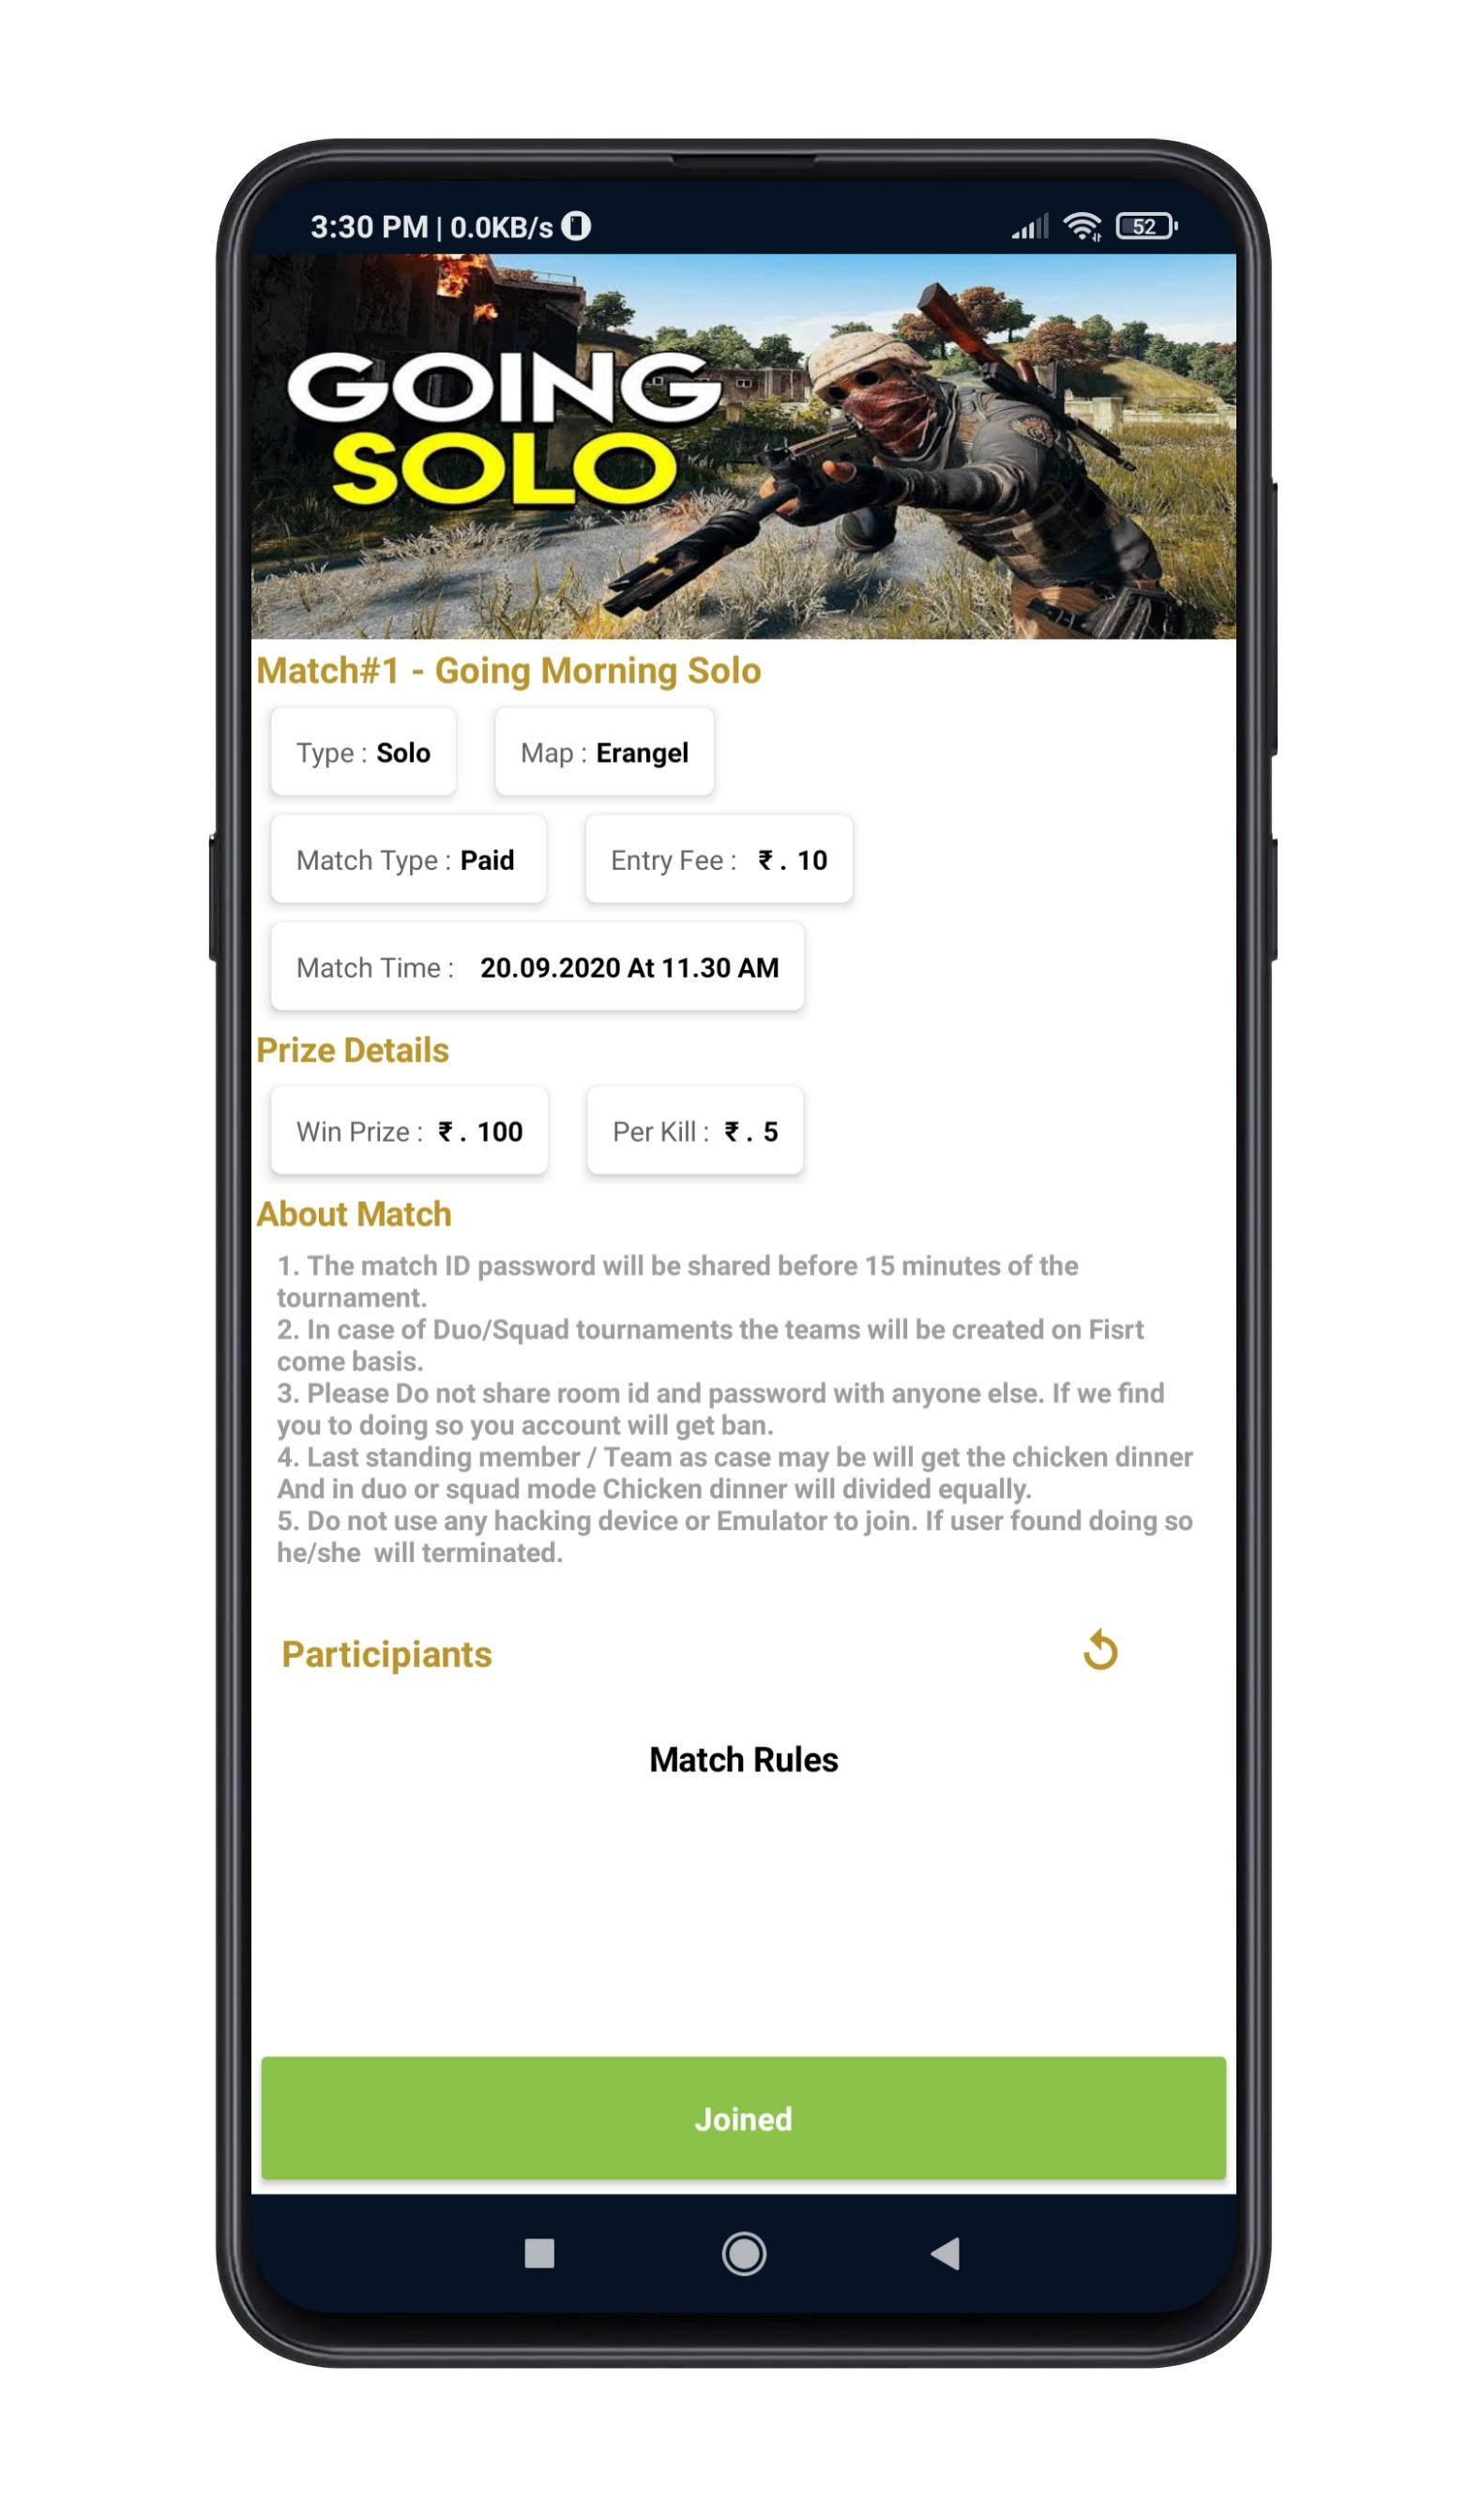 3:30 PM | 0.0KB/s
52
GOING
SOLO
Match#1 - Going Morning Solo
Type : Solo
Map : Erangel
Match Type : Paid
Entry Fee : ₹ . 10
Match Time : 20.09.2020 At 11.30 AM
Prize Details
Win Prize : ₹ . 100
Per Kill : ₹ . 5
About Match
1. The match ID password will be shared before 15 minutes of the
tournament.
2. In case of Duo/Squad tournaments the teams will be created on Fisrt
come basis.
3. Please Do not share room id and password with anyone else. If we find
you to doing so you account will get ban.
4. Last standing member / Team as case may be will get the chicken dinner
And in duo or squad mode Chicken dinner will divided equally.
5. Do not use any hacking device or Emulator to join. If user found doing so
he/she  will terminated.
Participiants
Match Rules
Joined